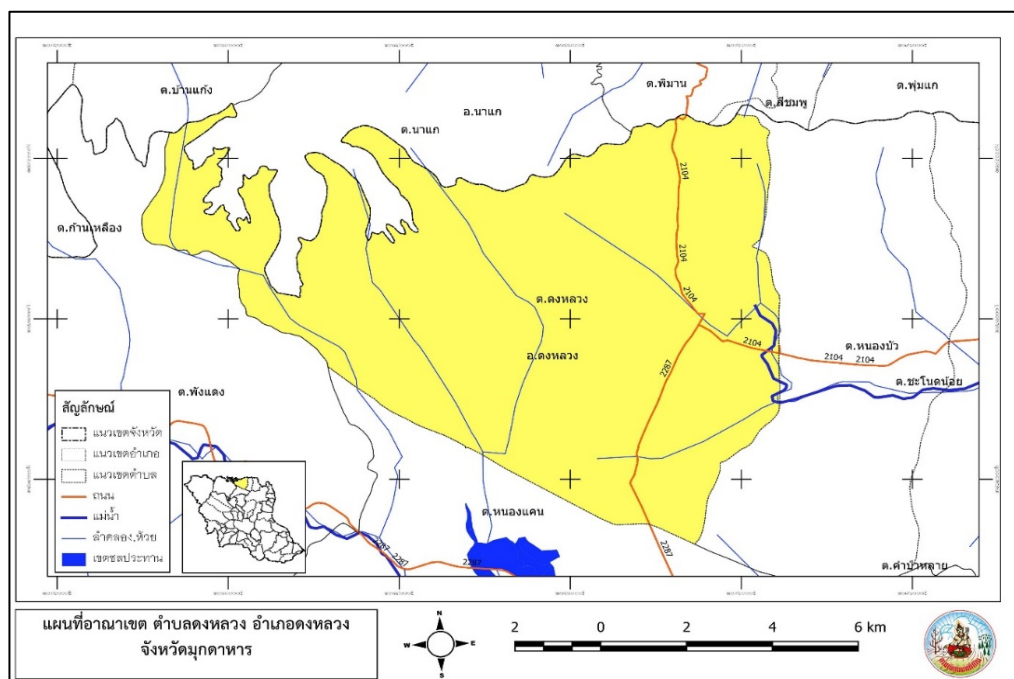 ต.บ้านแก้ง
ต.พิมาน
ต.สีชมพู
ต.พุ่มแก
อ.นาแก
ต.นาแก
2104
ต.ก้านเหลือง
2104
2104
ต.ดงหลวง
2104
2104
2104
ต.หนองบัว
อ.ดงหลวง
2287
ต.ชะโนดน้อย
ต.พังแดง
สัญลักษณ์
แนวเขตจังหวัด
แนวเขตอำเภอ
แนวเขตตำบล
ถนน
แม่น้ำ
ลำคลอง,ห้วย
เขตชลประทาน
ต.หนองแคน
2287
2287
2287
ต.คำป่าหลาย
แผนที่อาณาเขต ตำบลดงหลวง อำเภอดงหลวง
จังหวัดมุกดาหาร
N
W E
S
2 0 2 4 6 km